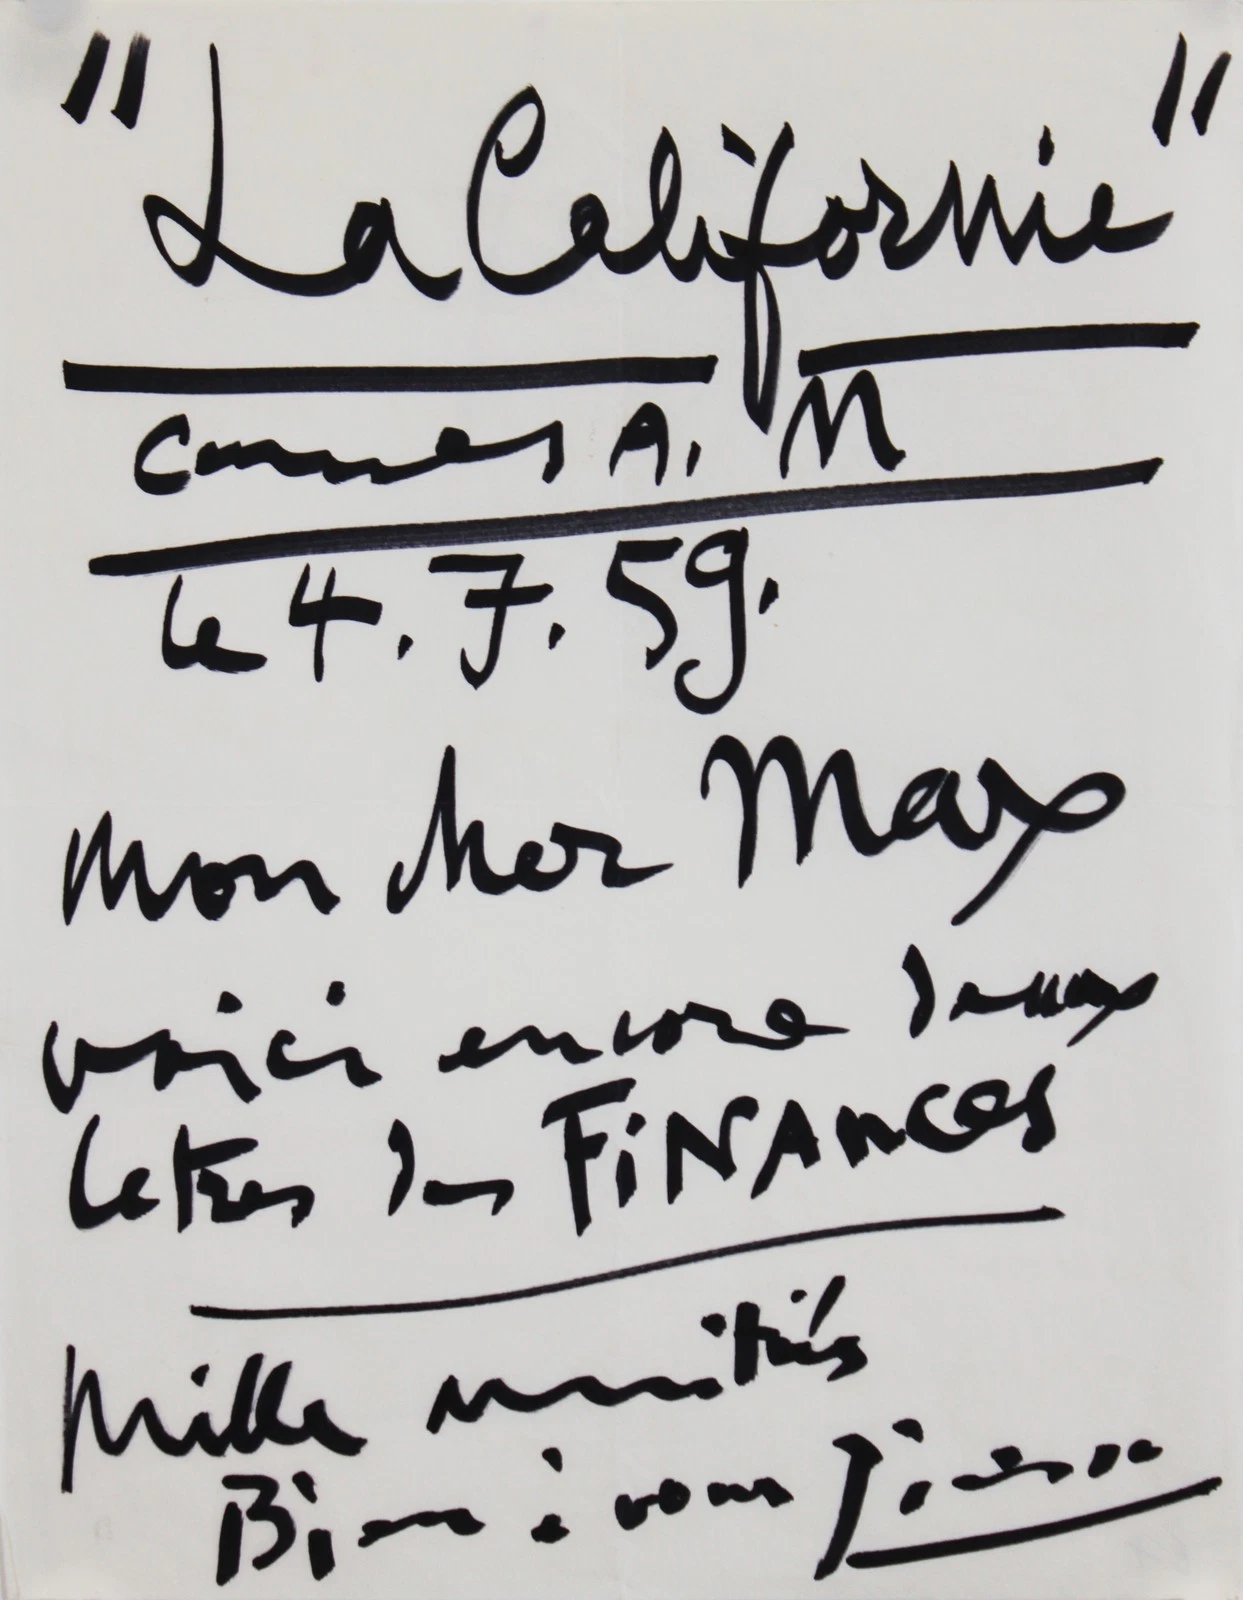 "La Californie"
Cannes A. M
le 4.7.59.
Mon cher Max
voici encore deux
letres des FiNANCes
Mille amitiés
Bien à vous Picasso